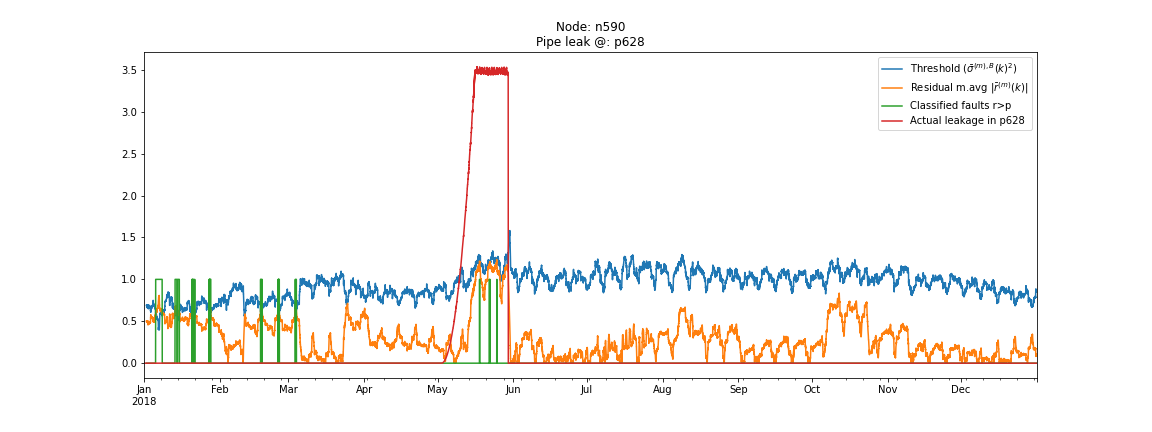 Node: n590
Pipe leak @: p628
Threshold (σ̄⁽ᵐ⁾,ᴮ(k)²)
Residual m.avg |r̄⁽ᵐ⁾(k)|
Classified faults r>p
Actual leakage in p628
3.5
3.0
2.5
2.0
1.5
1.0
0.5
0.0
Jan Feb Mar Apr May Jun Jul Aug Sep Oct Nov Dec
2018